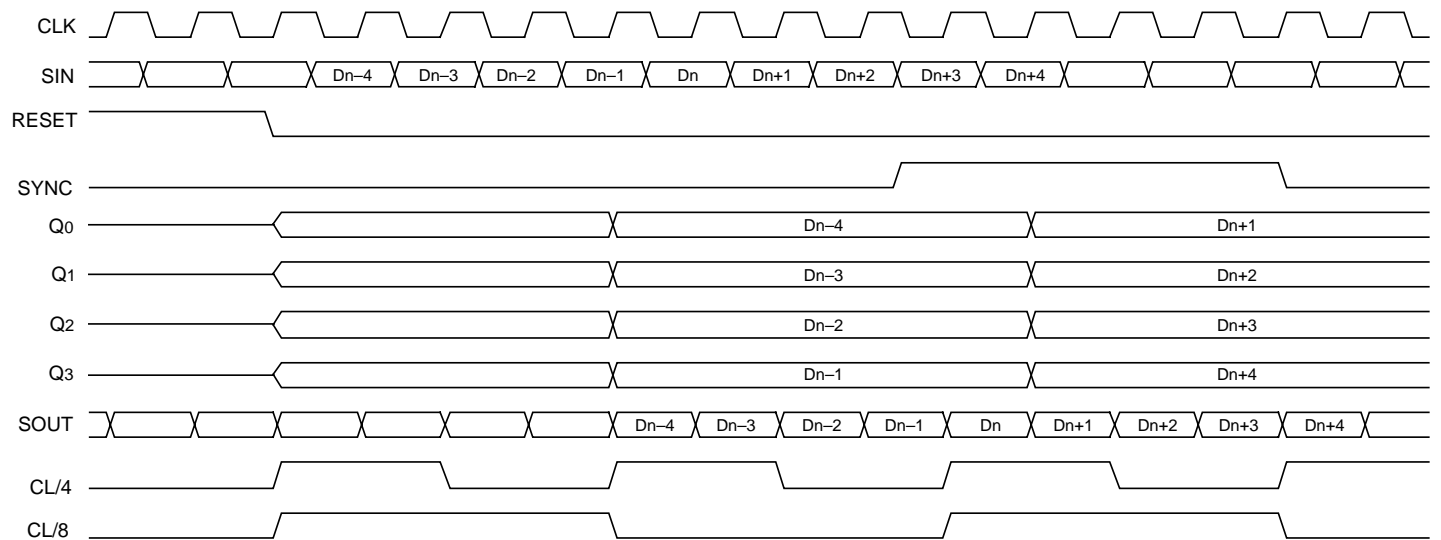 CLK
SIN Dn–4 Dn–3 Dn–2 Dn–1 Dn Dn+1 Dn+2 Dn+3 Dn+4
RESET
SYNC
Q0 Dn–4 Dn+1
Q1 Dn–3 Dn+2
Q2 Dn–2 Dn+3
Q3 Dn–1 Dn+4
SOUT Dn–4 Dn–3 Dn–2 Dn–1 Dn Dn+1 Dn+2 Dn+3 Dn+4
CL/4
CL/8